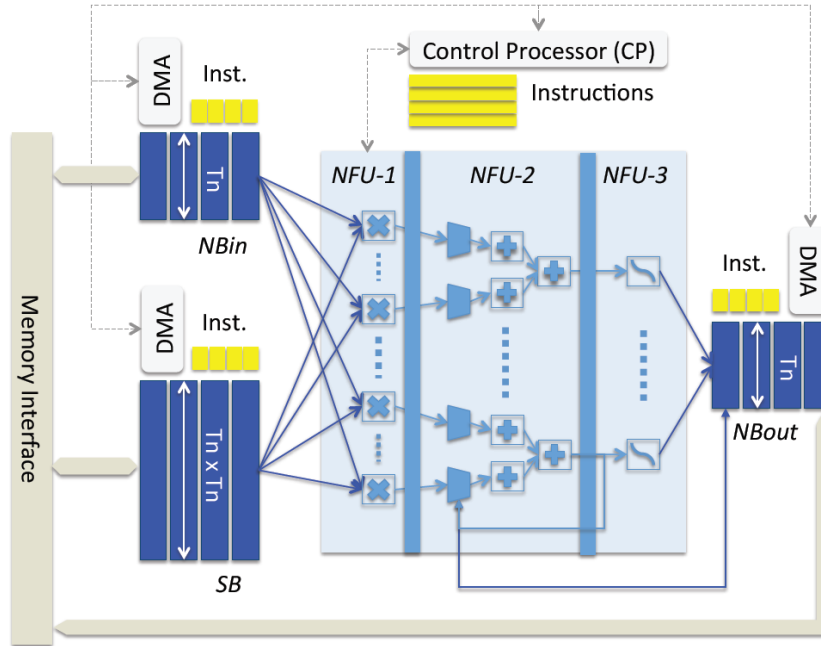 Control Processor (CP)
DMA
Inst.
Instructions
Tn
NBin
NFU-1
NFU-2
NFU-3
Memory Interface
DMA
Inst.
Tn x Tn
SB
Inst.
DMA
Tn
NBout